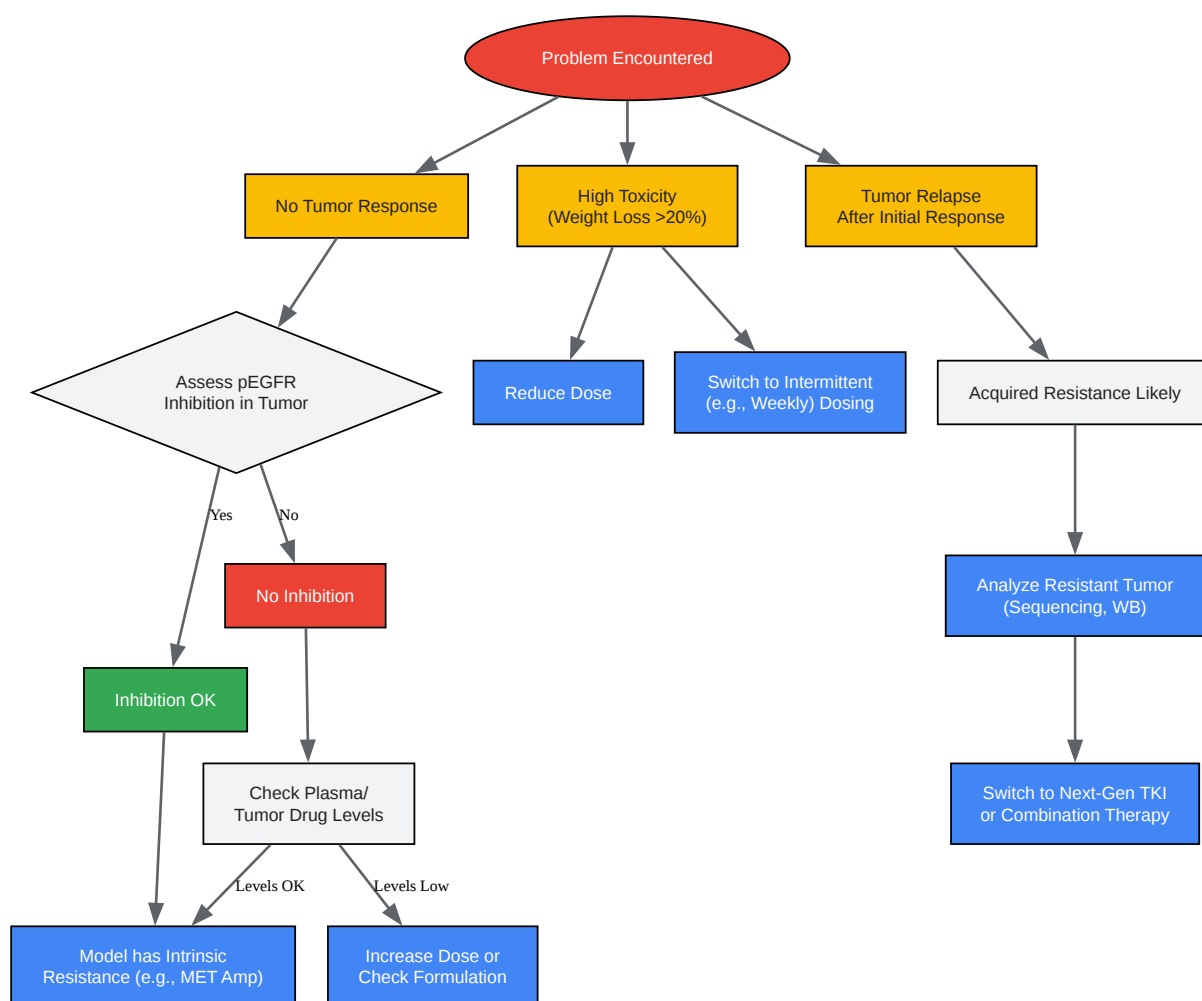 Problem Encountered
No Tumor Response
High Toxicity
(Weight Loss >20%)
Tumor Relapse
After Initial Response
Assess pEGFR
Inhibition in Tumor
Reduce Dose
Switch to Intermittent
(e.g., Weekly) Dosing
Acquired Resistance Likely
Yes
No
No Inhibition
Analyze Resistant Tumor
(Sequencing, WB)
Inhibition OK
Check Plasma/
Tumor Drug Levels
Switch to Next-Gen TKI
or Combination Therapy
Levels OK
Levels Low
Model has Intrinsic
Resistance (e.g., MET Amp)
Increase Dose or
Check Formulation